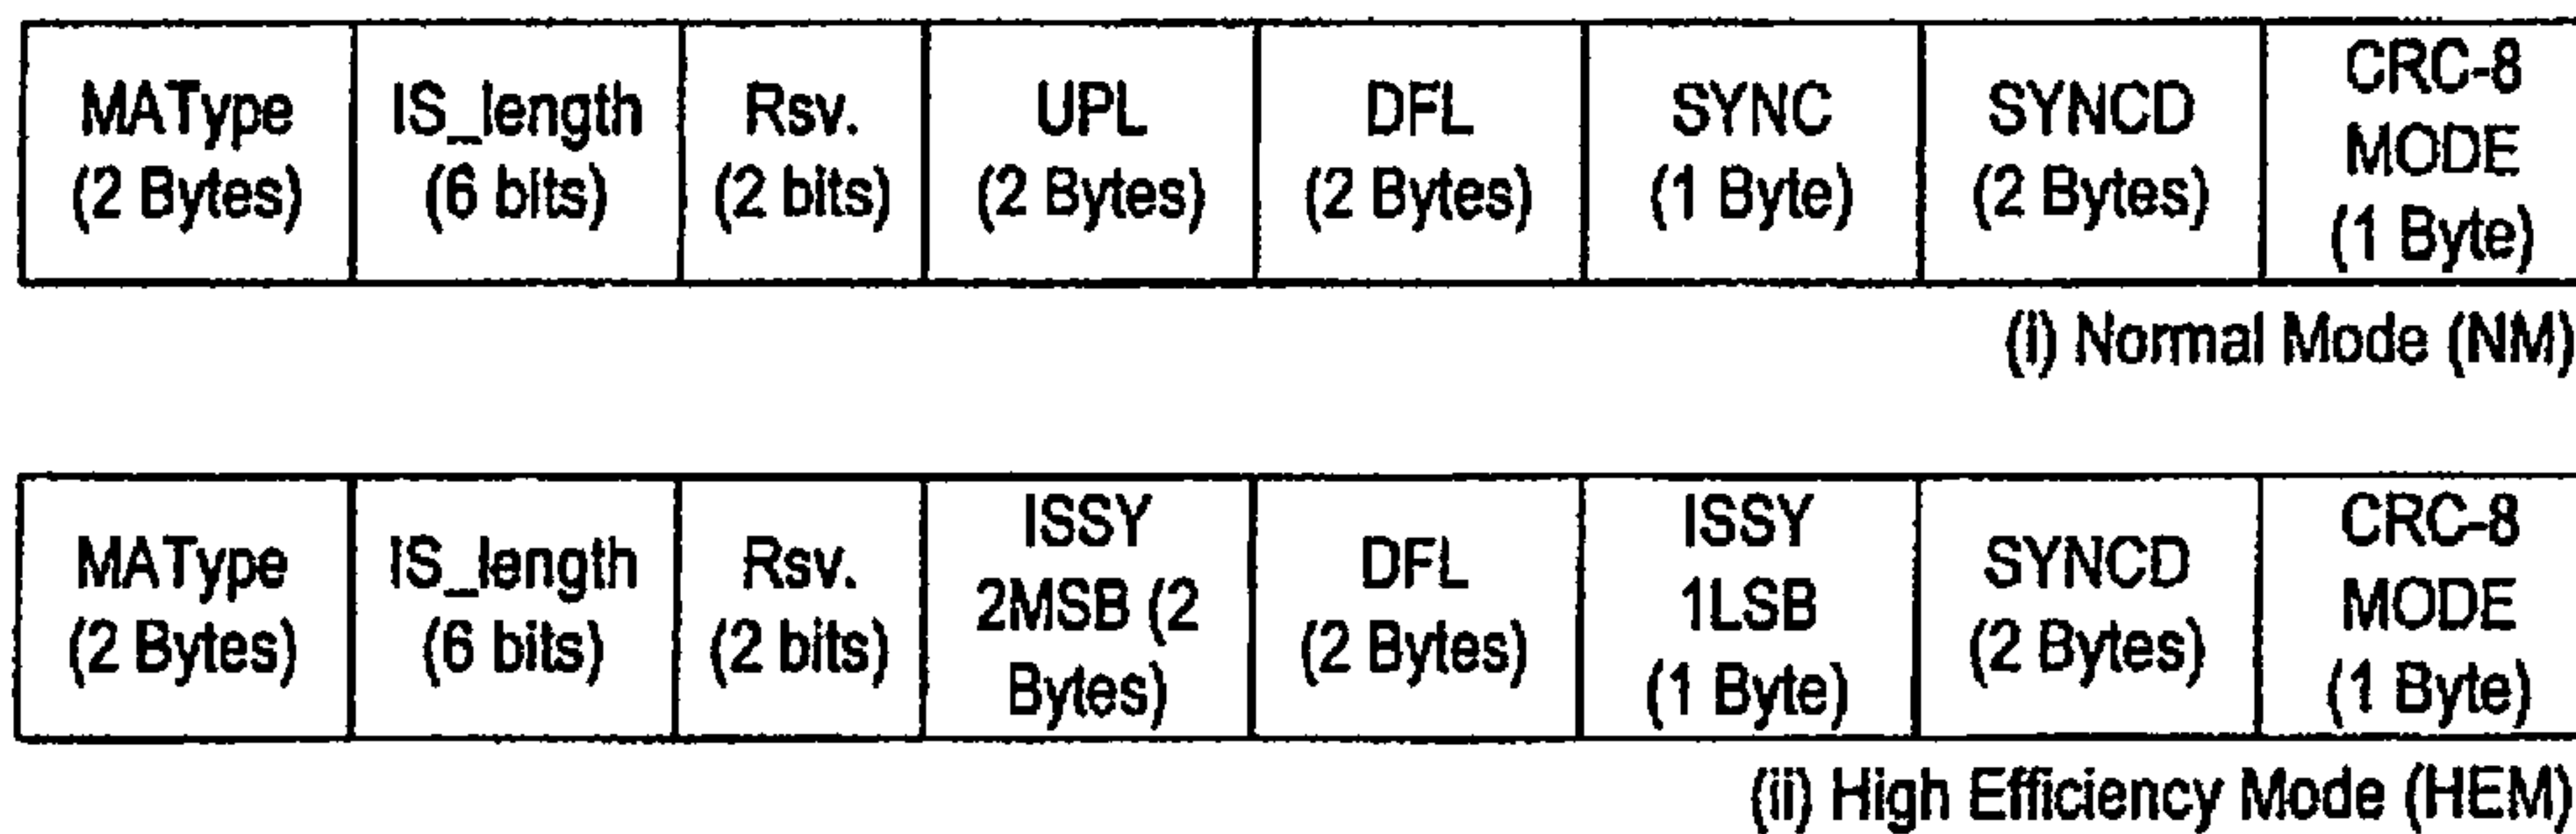 MAType
(2 Bytes)
IS_length
(6 bits)
Rsv.
(2 bits)
UPL
(2 Bytes)
DFL
(2 Bytes)
SYNC
(1 Byte)
SYNCD
(2 Bytes)
CRC-8
MODE
(1 Byte)
(i) Normal Mode (NM)
MAType
(2 Bytes)
IS_length
(6 bits)
Rsv.
(2 bits)
ISSY
2MSB (2
Bytes)
DFL
(2 Bytes)
ISSY
1LSB
(1 Byte)
SYNCD
(2 Bytes)
CRC-8
MODE
(1 Byte)
(ii) High Efficiency Mode (HEM)